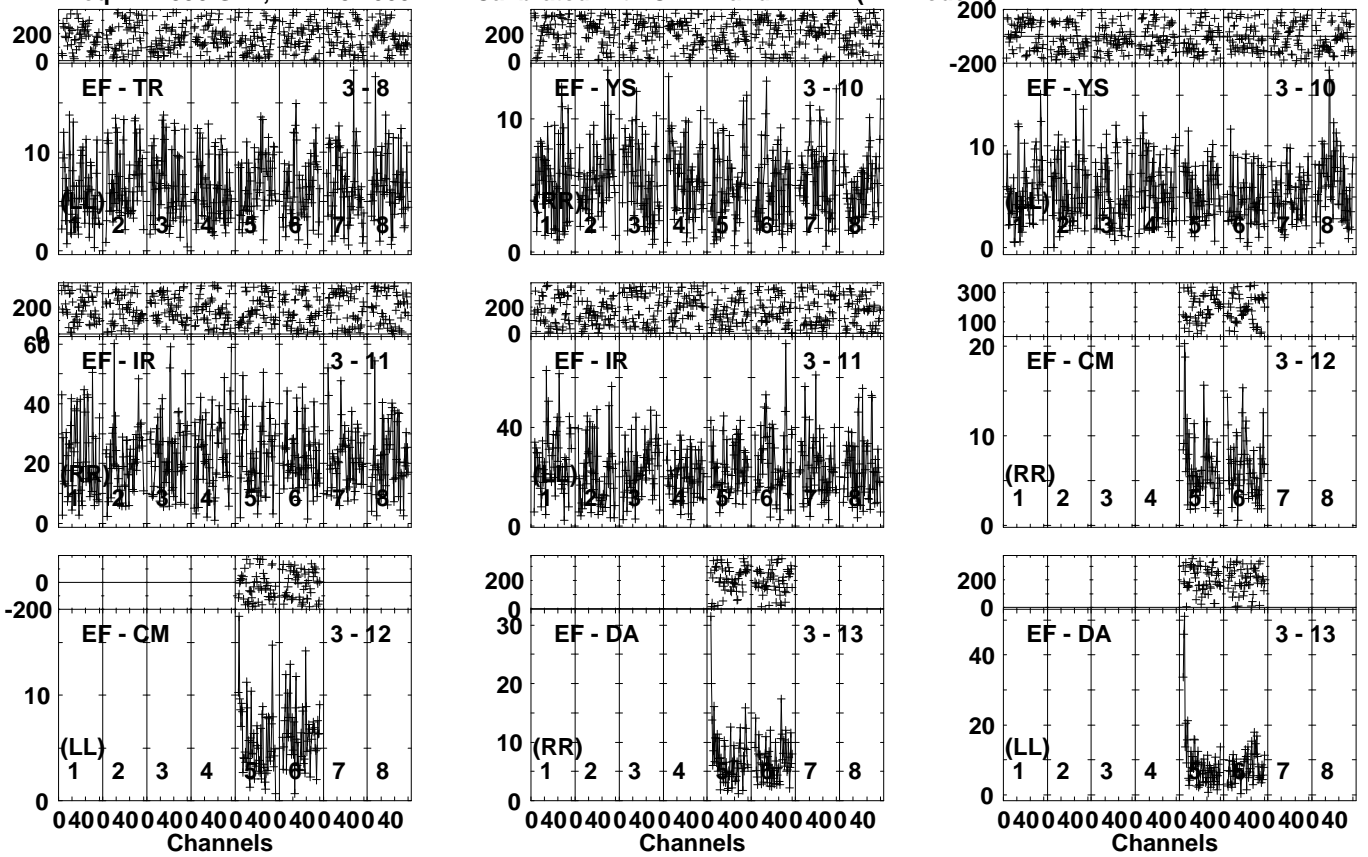 200 0 EF - TR 3 - 8 10 0 (LL) 1 2 3 4 5 6 7 8
EF - YS 3 - 10 10 0 (RR) 1 2 3 4 5 6 7 8
200 -200 EF - YS 3 - 10 10 0 (LL) 1 2 3 4 5 6 7 8
200 0 60 EF - IR 3 - 11 40 20 0 (RR) 1 2 3 4 5 6 7 8
200 0 EF - IR 3 - 11 40 0 (LL) 1 2 3 4 5 6 7 8
300 100 20 EF - CM 3 - 12 10 0 (RR) 1 2 3 4 5 6 7 8
0 -200 EF - CM 3 - 12 10 0 (LL) 1 2 3 4 5 6 7 8
200 0 30 EF - DA 3 - 13 20 10 0 (RR) 1 2 3 4 5 6 7 8
200 0 EF - DA 3 - 13 40 20 0 (LL) 1 2 3 4 5 6 7 8
0 40 0 40 0 40 0 40 0 40 0 40 0 40 0 40
Channels
0 40 0 40 0 40 0 40 0 40 0 40 0 40 0 40
Channels
0 40 0 40 0 40 0 40 0 40 0 40 0 40 0 40
Channels